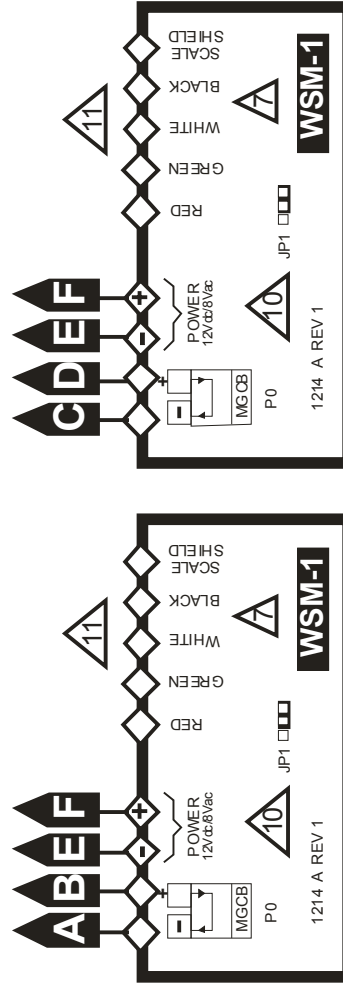 A
B
E
F
11
-
+
+
-
MGCB
P0
POWER
12Vdc/8Vac
RED
GREEN
WHITE
BLACK
SCALE
SHIELD
10
JP1
7
1214 A REV 1
WSM-1
C
D
E
F
11
-
+
+
-
MGCB
P0
POWER
12Vdc/8Vac
RED
GREEN
WHITE
BLACK
SCALE
SHIELD
10
JP1
7
1214 A REV 1
WSM-1